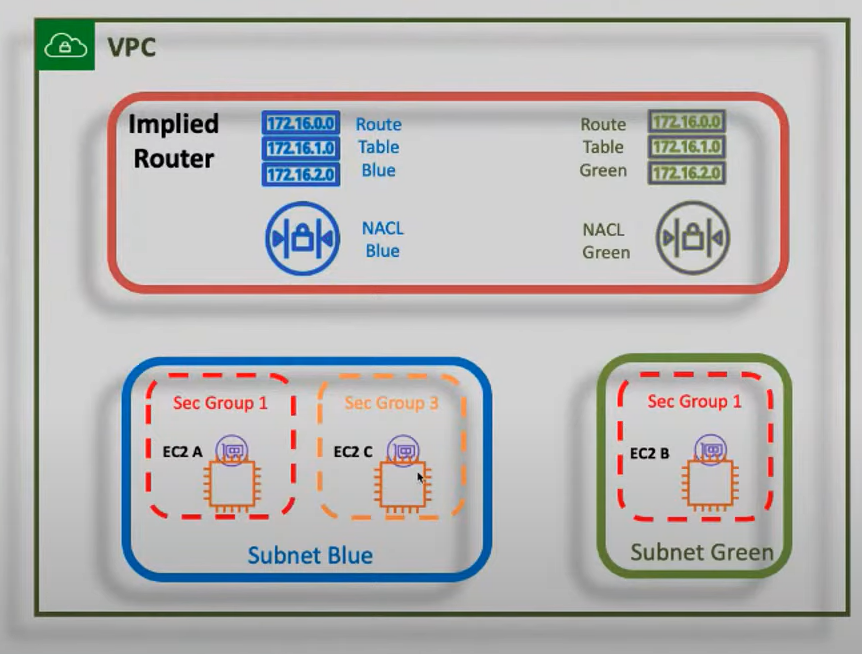 VPC
Implied
Router
172.16.0.0
172.16.1.0
172.16.2.0
Route
Table
Blue
Route
Table
Green
172.16.0.0
172.16.1.0
172.16.2.0
NACL
Blue
NACL
Green
Sec Group 1
EC2 A
Sec Group 3
EC2 C
Subnet Blue
Sec Group 1
EC2 B
Subnet Green